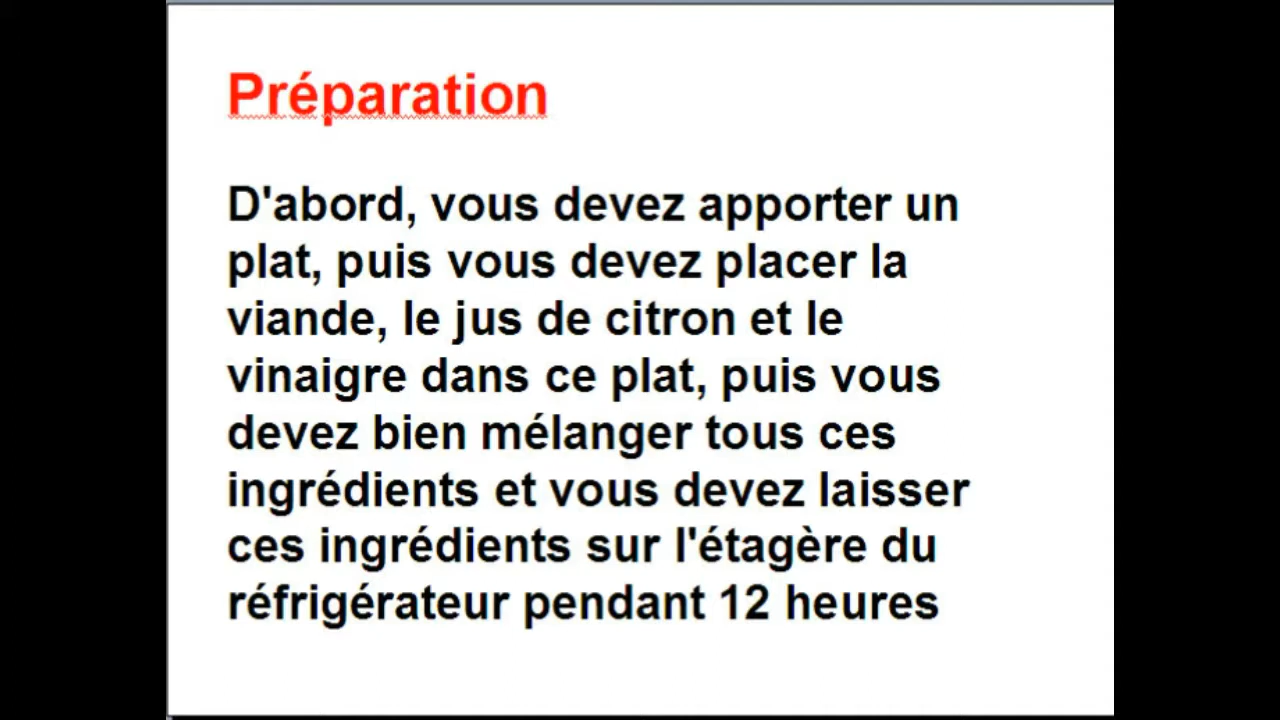 Préparation
D'abord, vous devez apporter un
plat, puis vous devez placer la
viande, le jus de citron et le
vinaigre dans ce plat, puis vous
devez bien mélanger tous ces
ingrédients et vous devez laisser
ces ingrédients sur l'étagère du
réfrigérateur pendant 12 heures